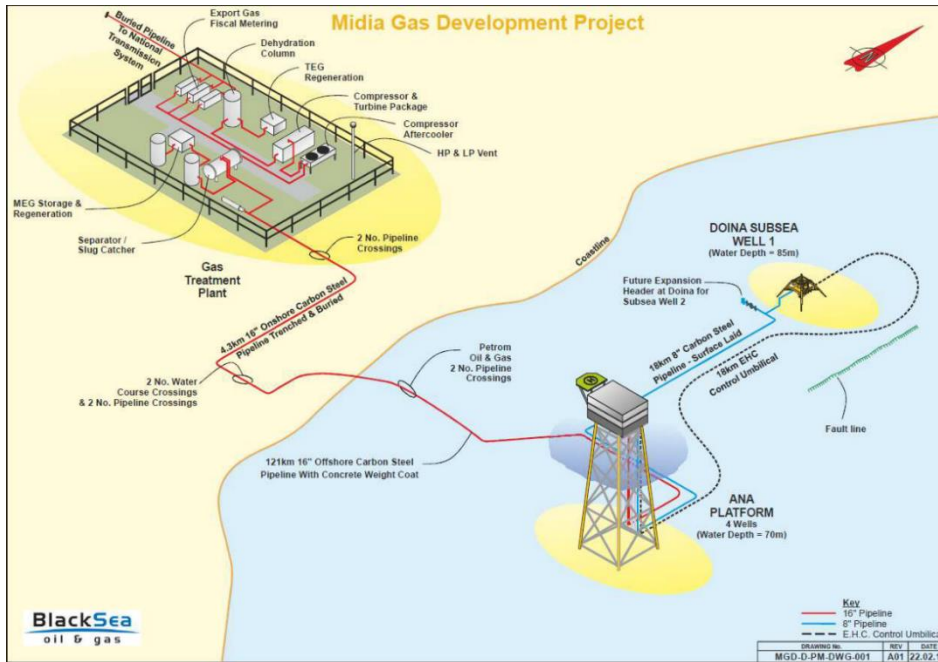 Midia Gas Development Project
Buried Pipeline
To National
Transmission
System
Export Gas
Fiscal Metering
Dehydration
Column
TEG
Regeneration
Compressor &
Turbine Package
Compressor
Aftercooler
HP & LP Vent
MEG Storage &
Regeneration
Separator /
Slug Catcher
Gas
Treatment
Plant
2 No. Pipeline
Crossings
4.3km 16" Onshore Carbon Steel
Pipeline Trenched & Buried
2 No. Water
Course Crossings
& 2 No. Pipeline Crossings
Coastline
Petrom
Oil & Gas
2 No. Pipeline
Crossings
121km 16" Offshore Carbon Steel
Pipeline With Concrete Weight Coat
DOINA SUBSEA
WELL 1
(Water Depth = 85m)
Future Expansion
Header at Doina for
Subsea Well 2
18km 8" Carbon Steel
Pipeline - Surface Laid
18km EHC
Control Umbilical
Fault line
ANA
PLATFORM
4 Wells
(Water Depth = 70m)
BlackSea
oil & gas
Key
16" Pipeline
8" Pipeline
E.H.C. Control Umbilical
DRAWING No. REV DATE
MGD-D-PM-DWG-001 A01 22.02.1